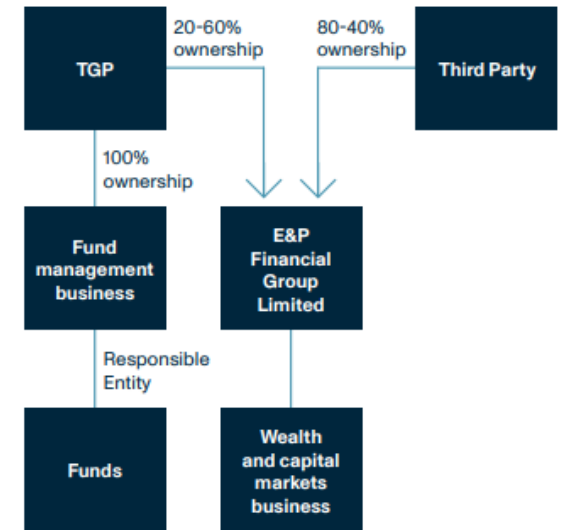 20-60%
ownership
80-40%
ownership
TGP
Third Party
100%
ownership
Fund
management
business
E&P
Financial
Group
Limited
Responsible
Entity
Funds
Wealth
and capital
markets
business